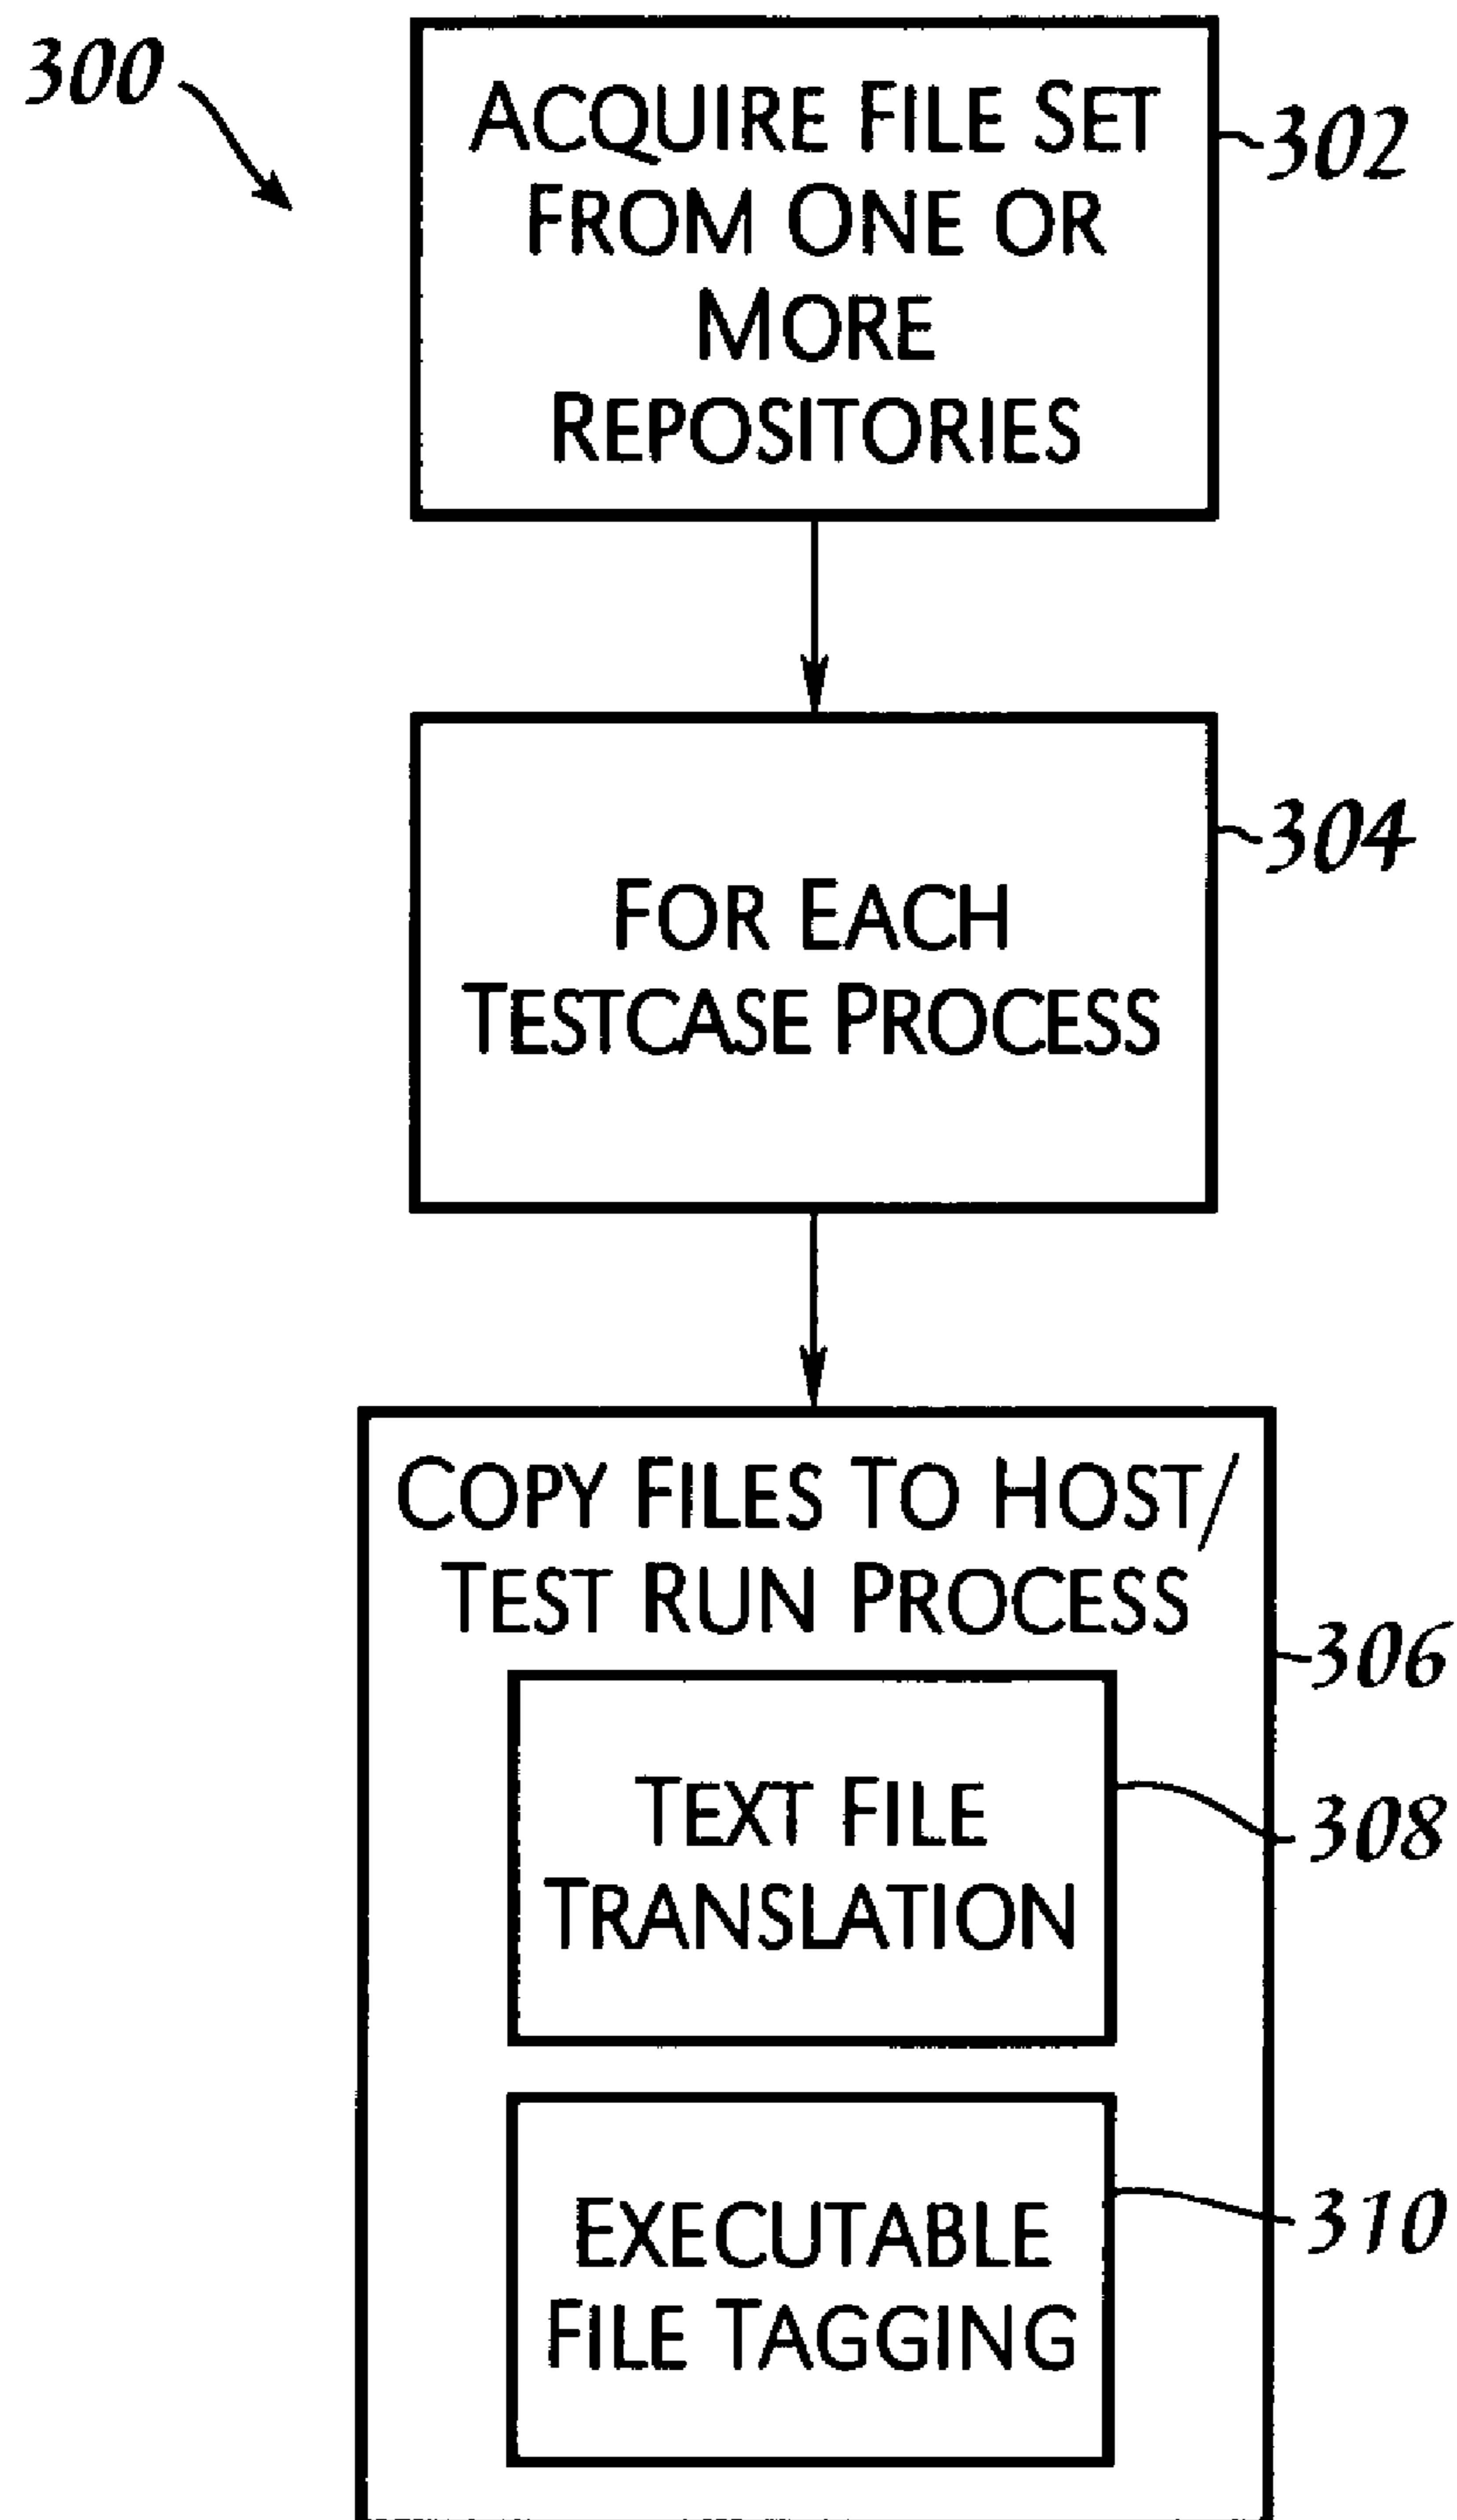 300
ACQUIRE FILE SET
FROM ONE OR
MORE
REPOSITORIES
302
FOR EACH
TESTCASE PROCESS
304
COPY FILES TO HOST/
TEST RUN PROCESS
306
TEXT FILE
TRANSLATION
308
EXECUTABLE
FILE TAGGING
310